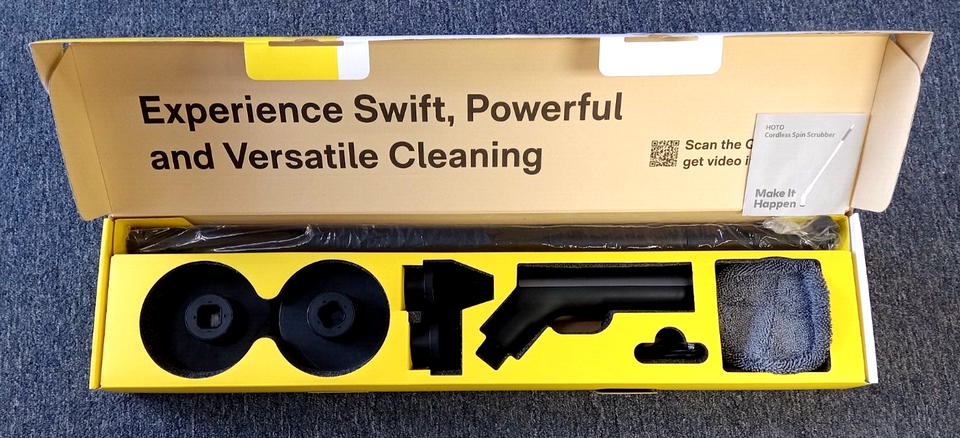 Experience Swift, Powerful
and Versatile Cleaning
Scan the
get video
HOTO
Cordless Spin Scrubber
Make It
Happen